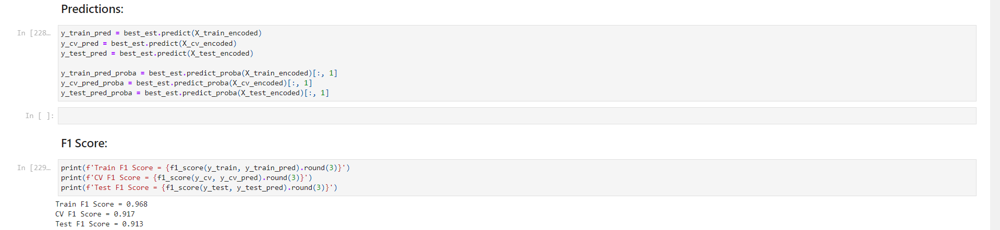 Predictions:
In [228…
y_train_pred = best_est.predict(X_train_encoded)
y_cv_pred = best_est.predict(X_cv_encoded)
y_test_pred = best_est.predict(X_test_encoded)
y_train_pred_proba = best_est.predict_proba(X_train_encoded)[:, 1]
y_cv_pred_proba = best_est.predict_proba(X_cv_encoded)[:, 1]
y_test_pred_proba = best_est.predict_proba(X_test_encoded)[:, 1]
In [ ]:
F1 Score:
In [229…
print(f'Train F1 Score = {f1_score(y_train, y_train_pred).round(3)}')
print(f'CV F1 Score = {f1_score(y_cv, y_cv_pred).round(3)}')
print(f'Test F1 Score = {f1_score(y_test, y_test_pred).round(3)}')
Train F1 Score = 0.968
CV F1 Score = 0.917
Test F1 Score = 0.913